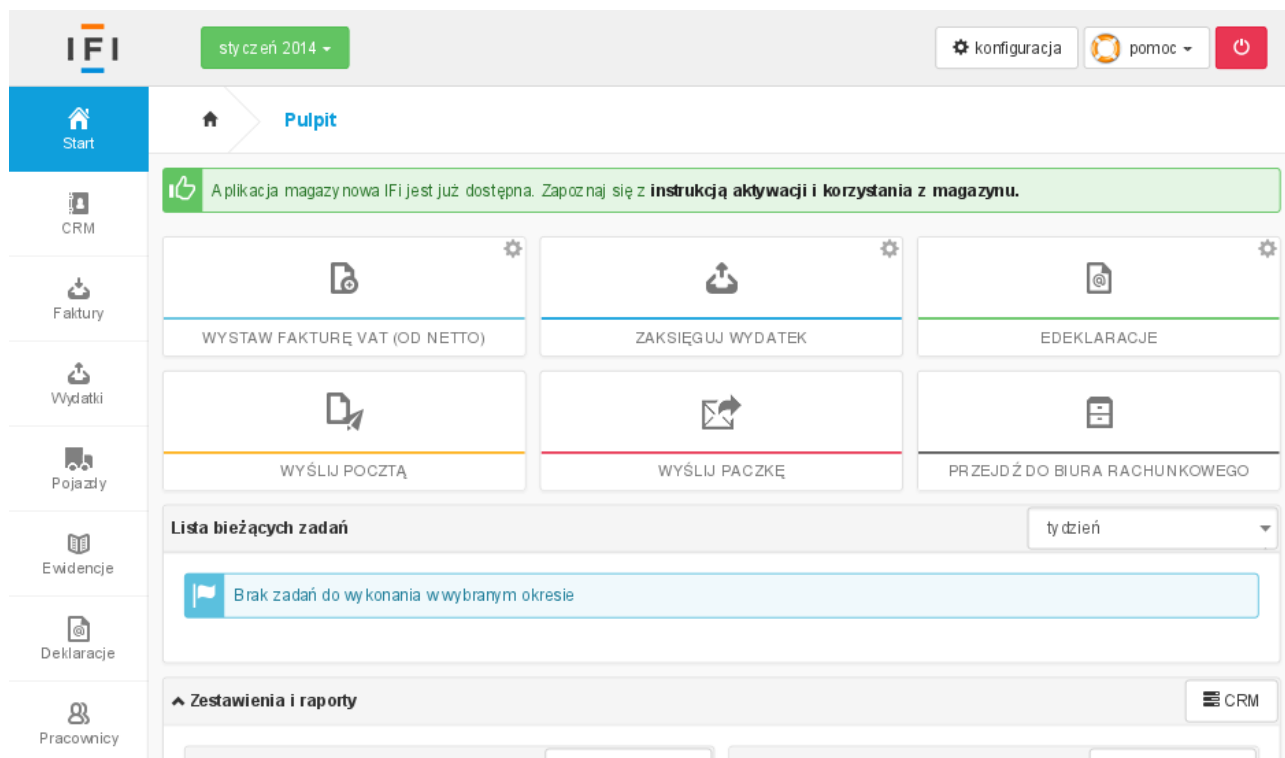 IFI
styczeń 2014
konfiguracja
pomoc
Start
Pulpit
Aplikacja magazynowa IFi jest już dostępna. Zapoznaj się z instrukcją aktywacji i korzystania z magazynu.
CRM
Faktury
WYSTAW FAKTURĘ VAT (OD NETTO)
ZAKSIĘGUJ WYDATEK
EDEKLARACJE
Wydatki
WYŚLIJ POCZTĄ
WYŚLIJ PACZKĘ
PRZEJDŹ DO BIURA RACHUNKOWEGO
Pojazdy
Lista bieżących zadań
tydzień
Ewidencje
Brak zadań do wykonania w wybranym okresie
Deklaracje
Zestawienia i raporty
CRM
Pracownicy